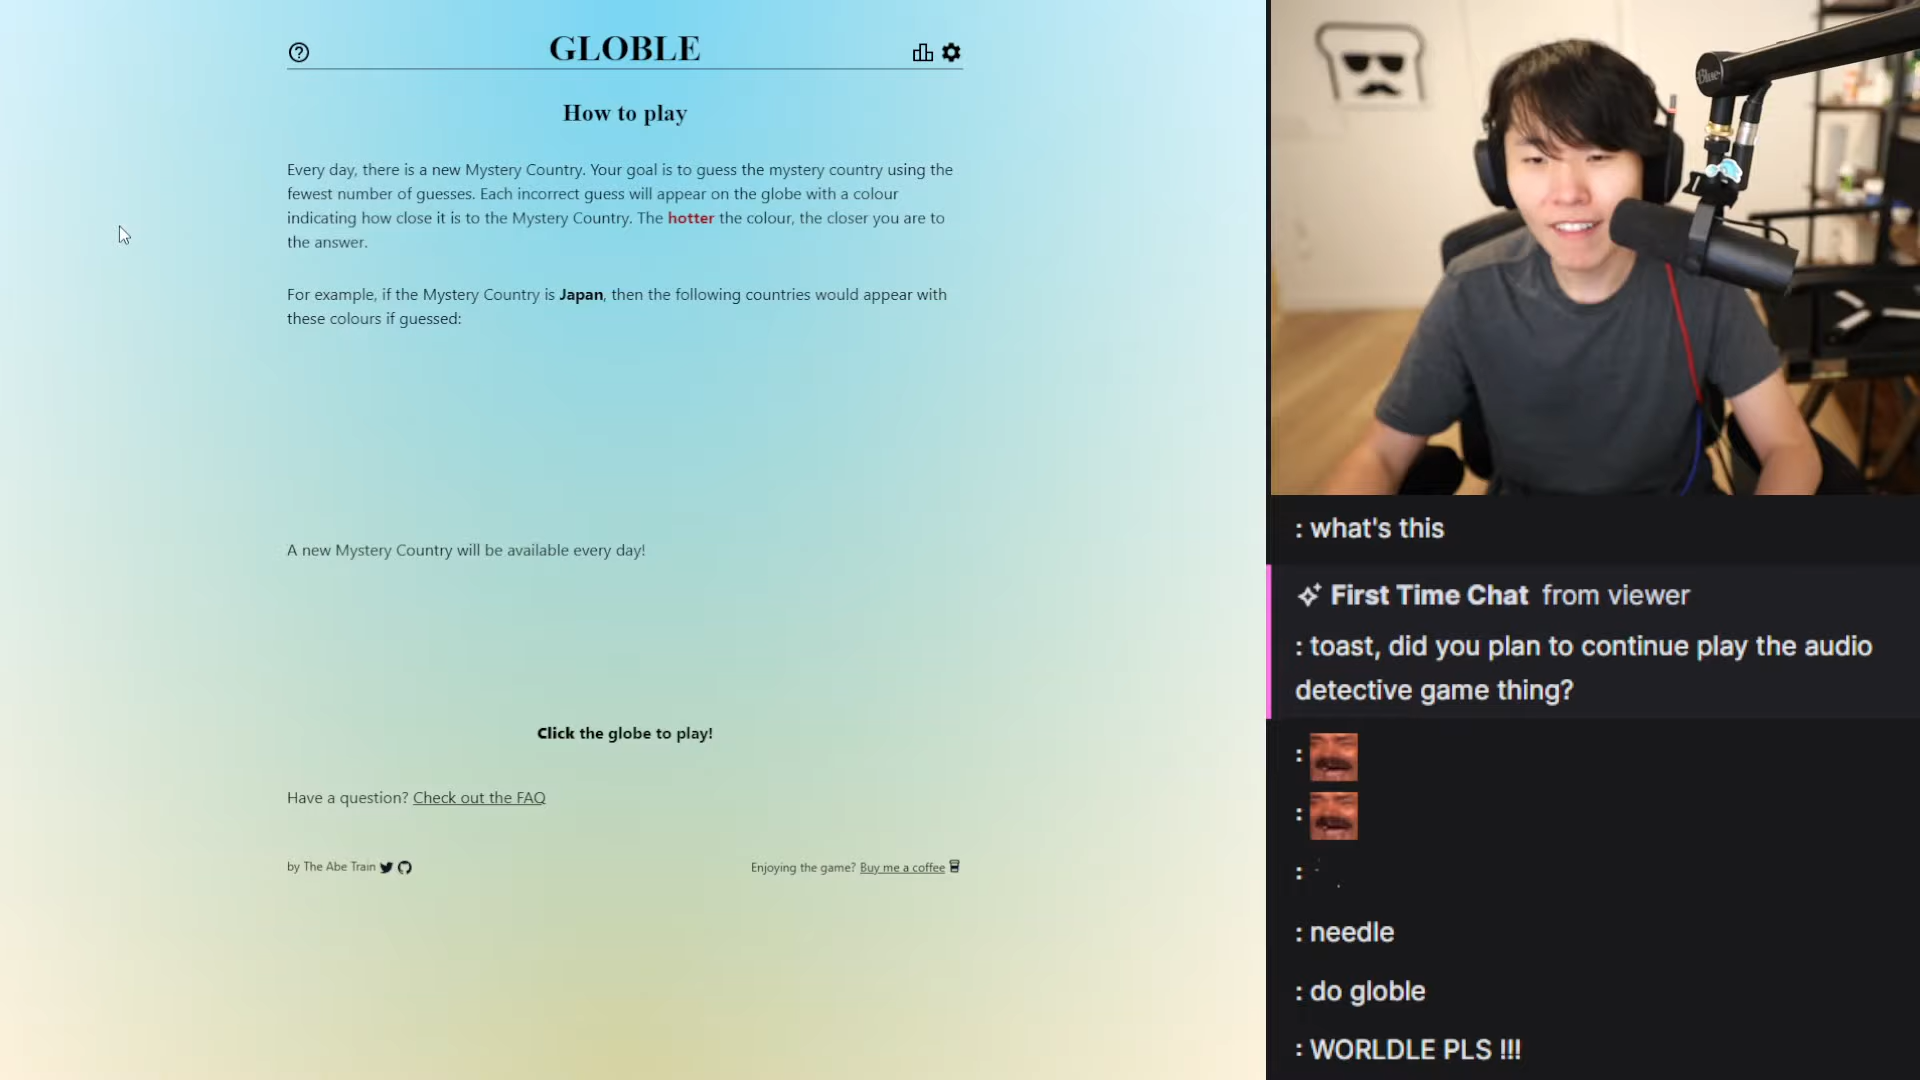 GLOBLE
How to play
Every day, there is a new Mystery Country. Your goal is to guess the mystery country using the
fewest number of guesses. Each incorrect guess will appear on the globe with a colour
indicating how close it is to the Mystery Country. The hotter the colour, the closer you are to
the answer.
For example, if the Mystery Country is Japan, then the following countries would appear with
these colours if guessed:
A new Mystery Country will be available every day!
Click the globe to play!
Have a question? Check out the FAQ
by The Abe Train
Enjoying the game? Buy me a coffee
Blue
: what's this
First Time Chat from viewer
: toast, did you plan to continue play the audio
detective game thing?
:
:
:
: needle
: do globle
: WORLDLE PLS !!!